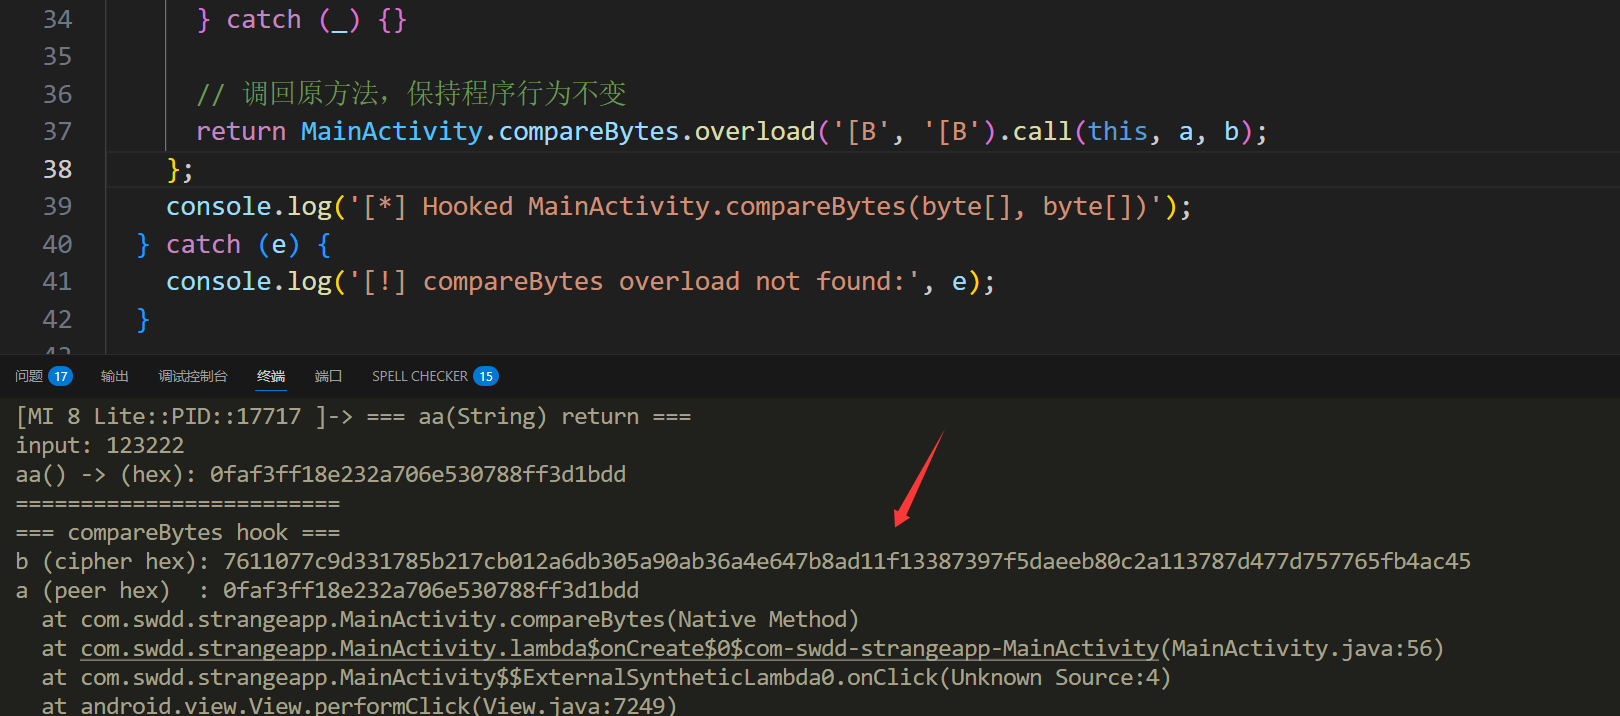 34 } catch (_) {}
35
36 // 调回原方法，保持程序行为不变
37 return MainActivity.compareBytes.overload('[B', '[B').call(this, a, b);
38 };
39 console.log('[*] Hooked MainActivity.compareBytes(byte[], byte[])');
40 } catch (e) {
41 console.log('[!] compareBytes overload not found:', e);
42 }
43
问题 17 输出 调试控制台 终端 端口 SPELL CHECKER 15
[MI 8 Lite::PID::17717 ]-> === aa(String) return ===
input: 123222
aa() -> (hex): 0faf3ff18e232a706e530788ff3d1bdd
=========================
=== compareBytes hook ===
b (cipher hex): 7611077c9d331785b217cb012a6db305a90ab36a4e647b8ad11f13387397f5daeeb80c2a113787d477d757765fb4ac45
a (peer hex)  : 0faf3ff18e232a706e530788ff3d1bdd
at com.swdd.strangeapp.MainActivity.compareBytes(Native Method)
at com.swdd.strangeapp.MainActivity.lambda$onCreate$0$com-swdd-strangeapp-MainActivity(MainActivity.java:56)
at com.swdd.strangeapp.MainActivity$$ExternalSyntheticLambda0.onClick(Unknown Source:4)
at android.view.View.performClick(View.java:7249)